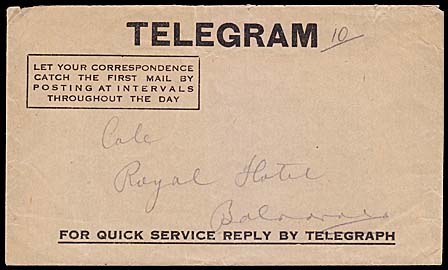 TELEGRAM 10
LET YOUR CORRESPONDENCE
CATCH THE FIRST MAIL BY
POSTING AT INTERVALS
THROUGHOUT THE DAY
Cole
Royal Hotel
FOR QUICK SERVICE REPLY BY TELEGRAPH